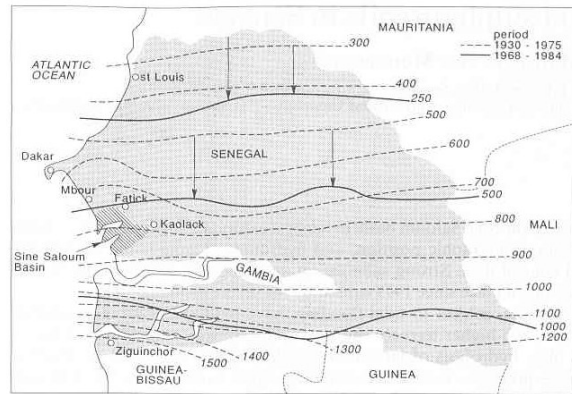 MAURITANIA
period
1930 - 1975
1968 - 1984
ATLANTIC
OCEAN
300
st Louis
400
250
500
600
SENEGAL
Dakar
700
Mbour
500
Fatick
Kaolack
800
MALI
Sine Saloum
Basin
900
GAMBIA
1000
1100
1000
1200
Ziguinchor
1300
1400
1500
GUINEA-
BISSAU
GUINEA